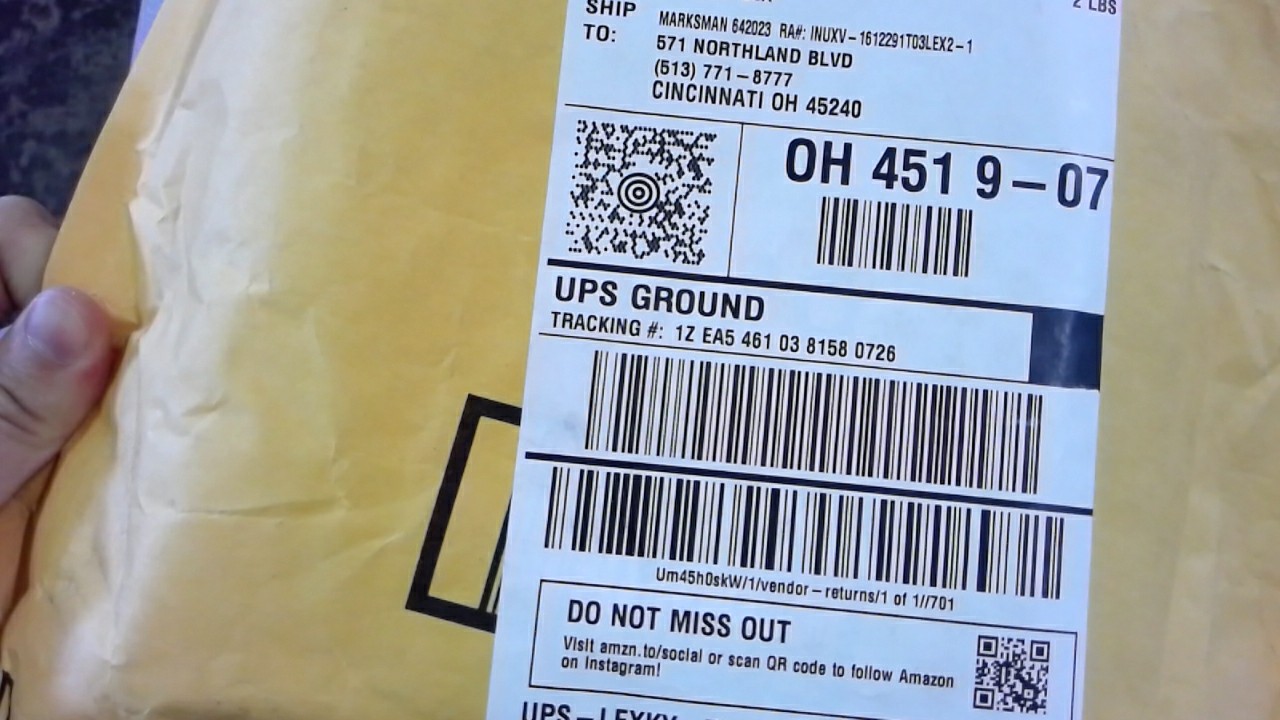 2 LBS
SHIP
TO:
MARKSMAN 642023 RA#: INUXV-1612291T03LEX2-1
571 NORTHLAND BLVD
(513) 771-8777
CINCINNATI OH 45240
OH 451 9-07
UPS GROUND
TRACKING #: 1Z EA5 461 03 8158 0726
Um45h0skW/1/vendor-returns/1 of 1//701
DO NOT MISS OUT
Visit amzn.to/social or scan QR code to follow Amazon
on Instagram!